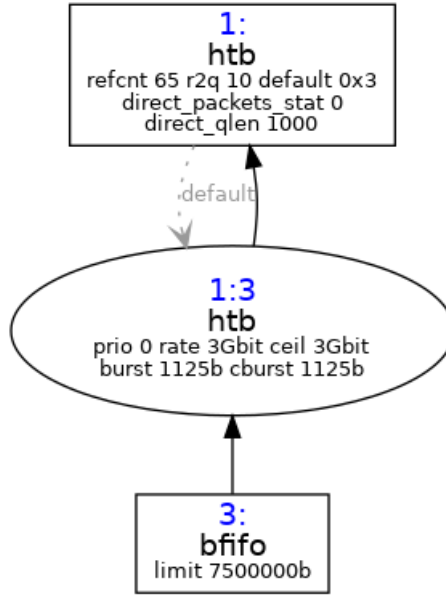 1:
htb
refcnt 65 r2q 10 default 0x3
direct_packets_stat 0
direct_qlen 1000
default
1:3
htb
prio 0 rate 3Gbit ceil 3Gbit
burst 1125b cburst 1125b
3:
bfifo
limit 7500000b